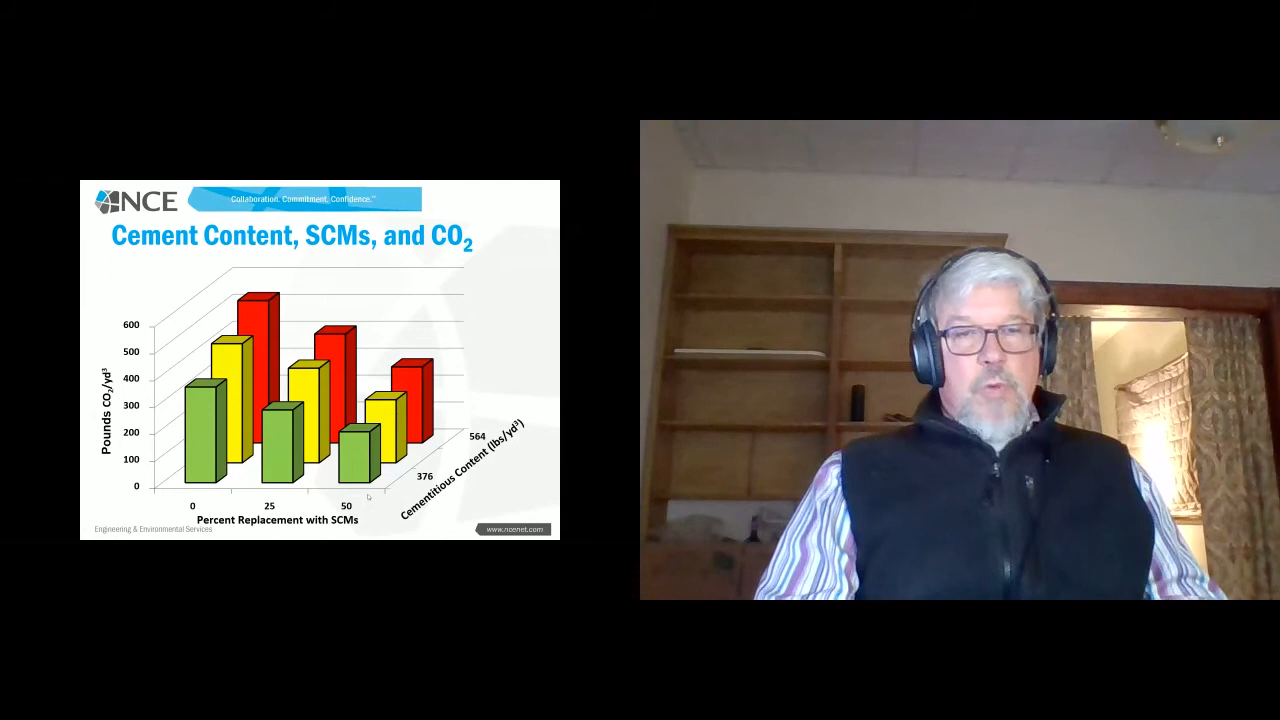 NCE
Collaboration. Commitment. Confidence.™
Cement Content, SCMs, and CO₂
600
500
400
300
200
100
0
Pounds CO₂/yd³
0
25
50
Percent Replacement with SCMs
376
564
Cementitious Content (lbs/yd³)
Engineering & Environmental Services
www.ncenet.com